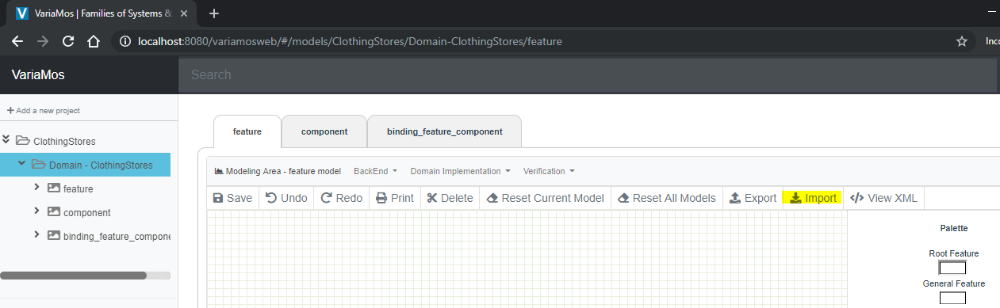 VariaMos | Families of Systems &
localhost:8080/variamosweb/#/models/ClothingStores/Domain-ClothingStores/feature
Inco
VariaMos
Search
+ Add a new project
ClothingStores
Domain - ClothingStores
feature
component
binding_feature_compone
feature
component
binding_feature_component
Modeling Area - feature model
BackEnd
Domain Implementation
Verification
Save
Undo
Redo
Print
Delete
Reset Current Model
Reset All Models
Export
Import
</> View XML
Palette
Root Feature
General Feature